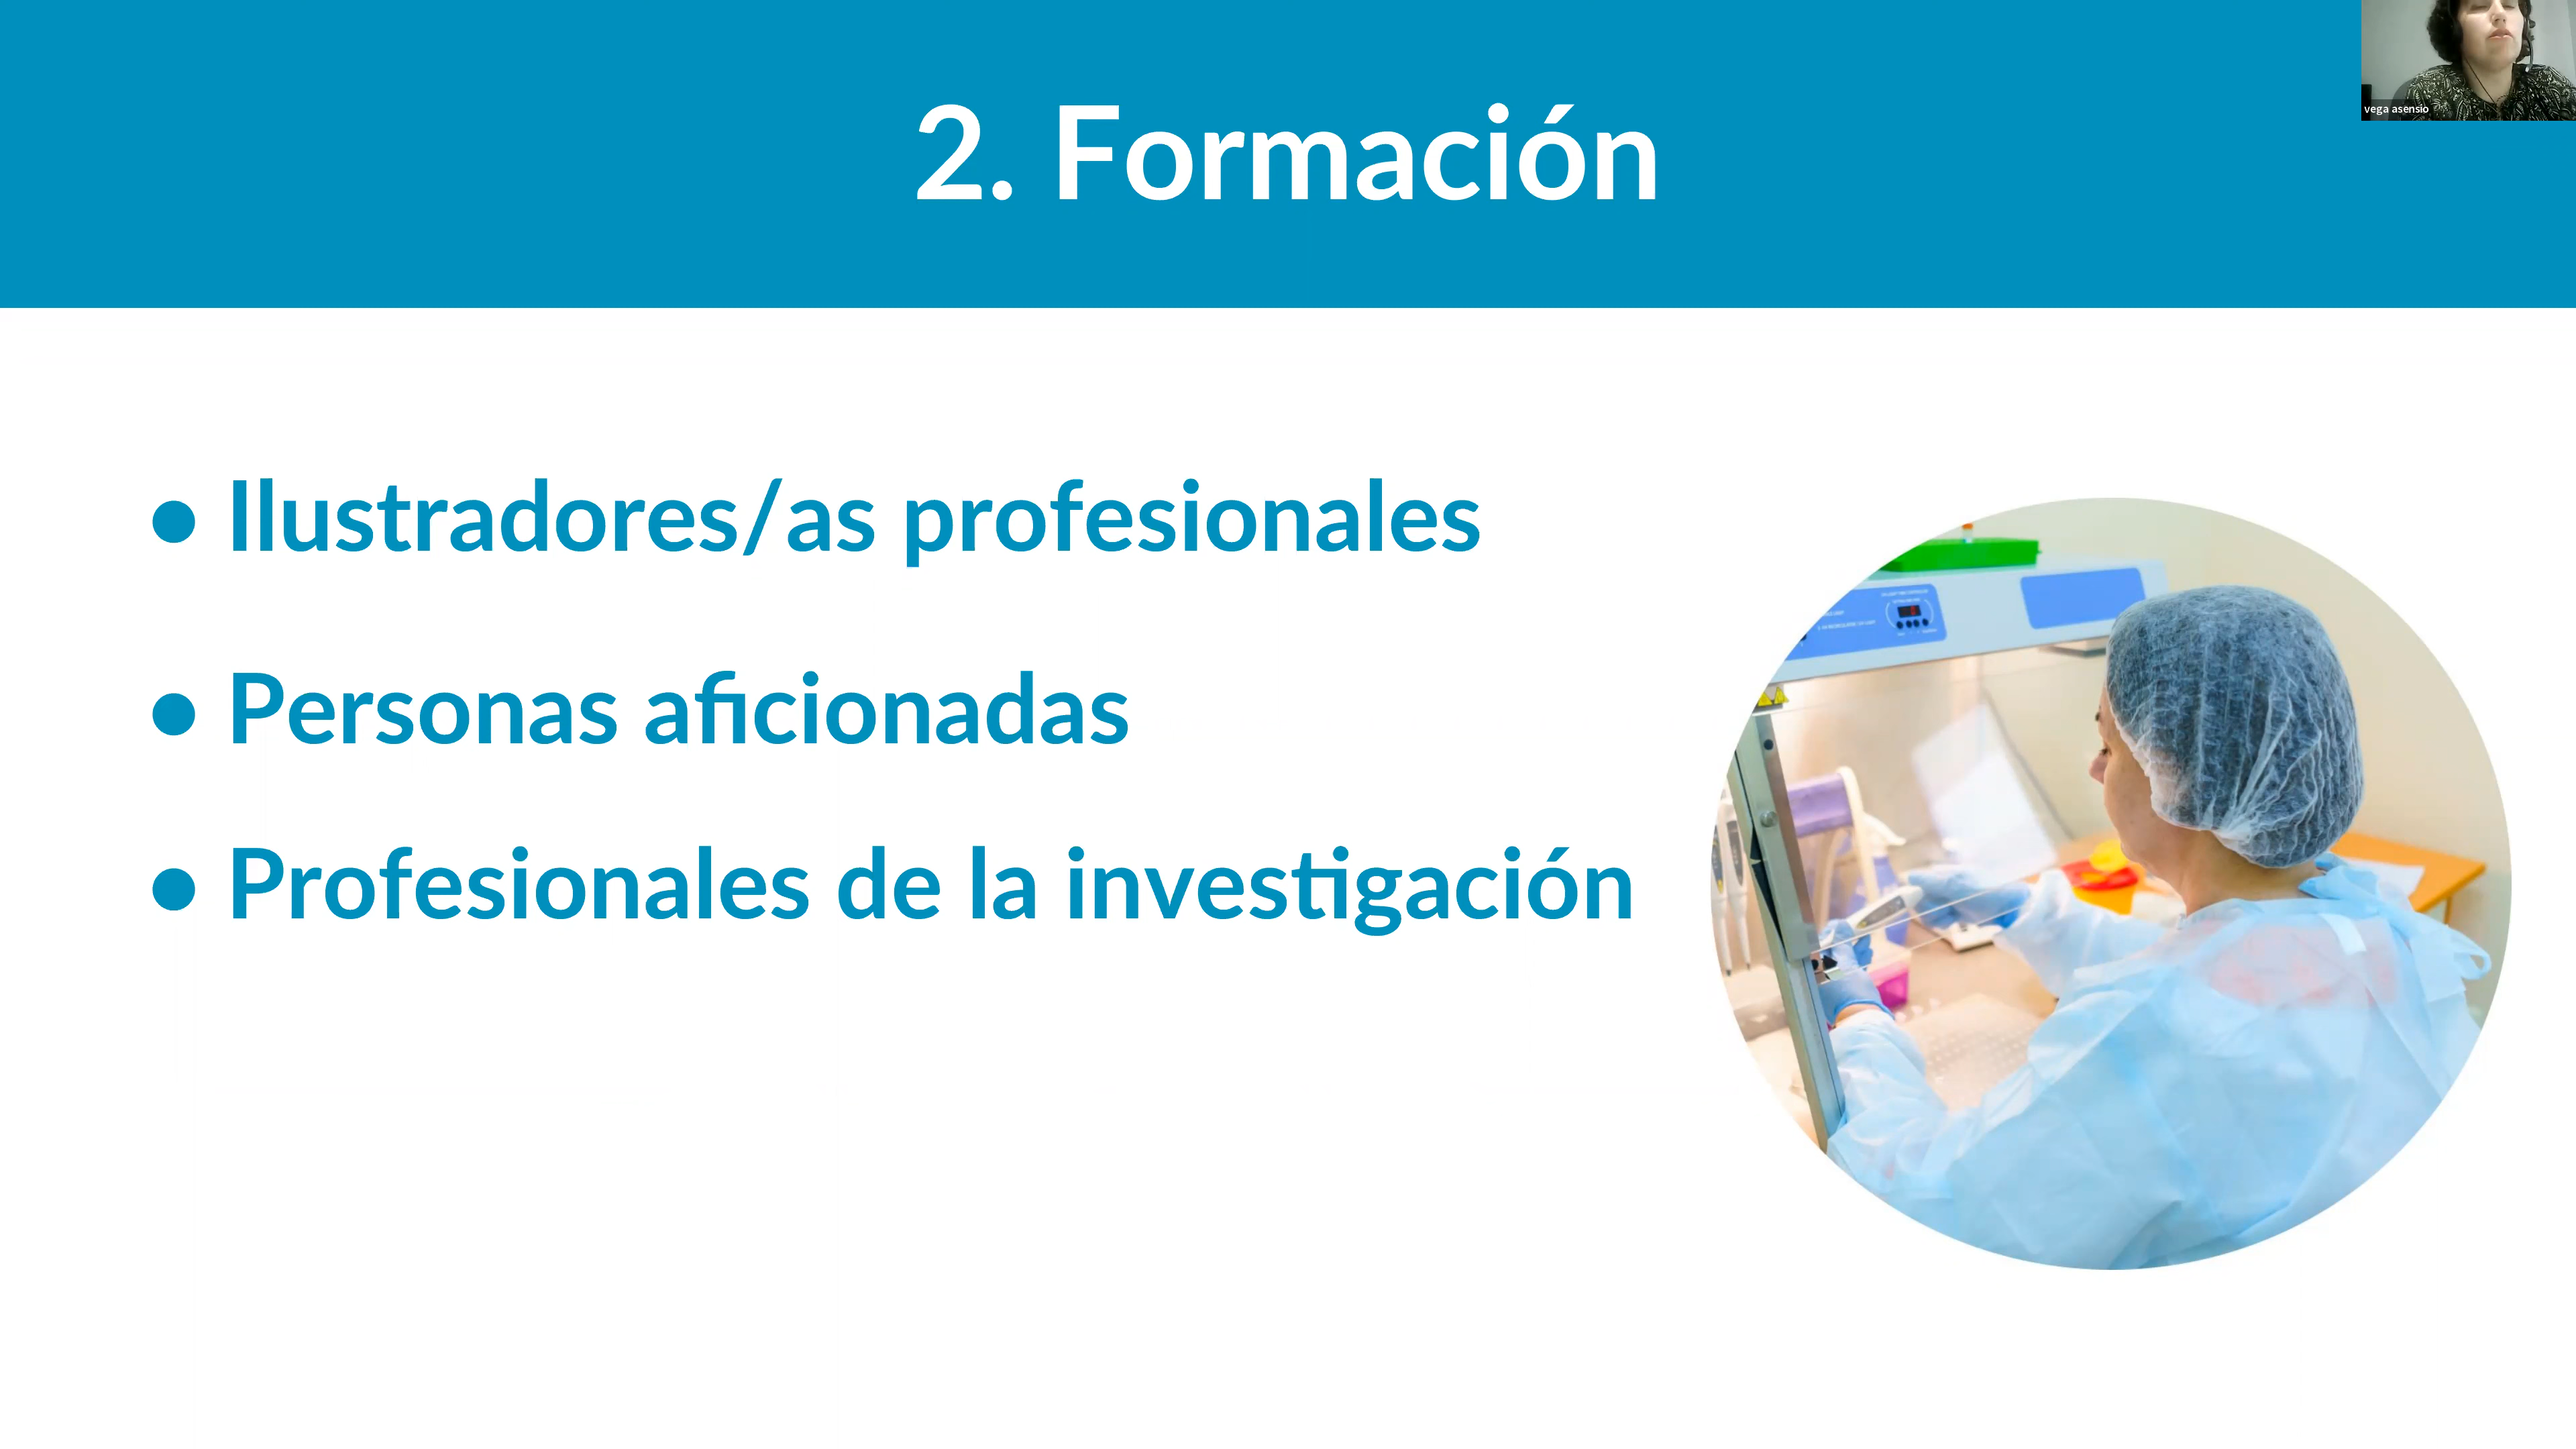 2. Formación
vega asensio
• Ilustradores/as profesionales
• Personas aficionadas
• Profesionales de la investigación